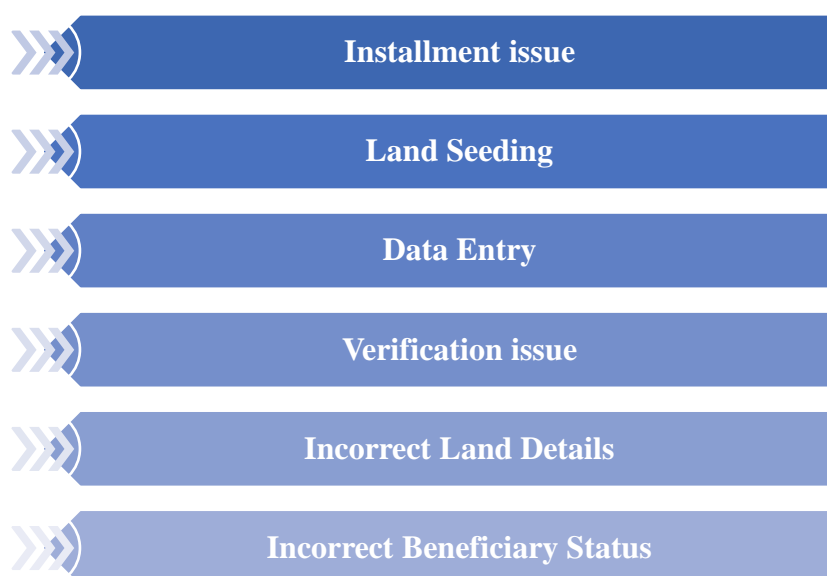 Installment issue
Land Seeding
Data Entry
Verification issue
Incorrect Land Details
Incorrect Beneficiary Status